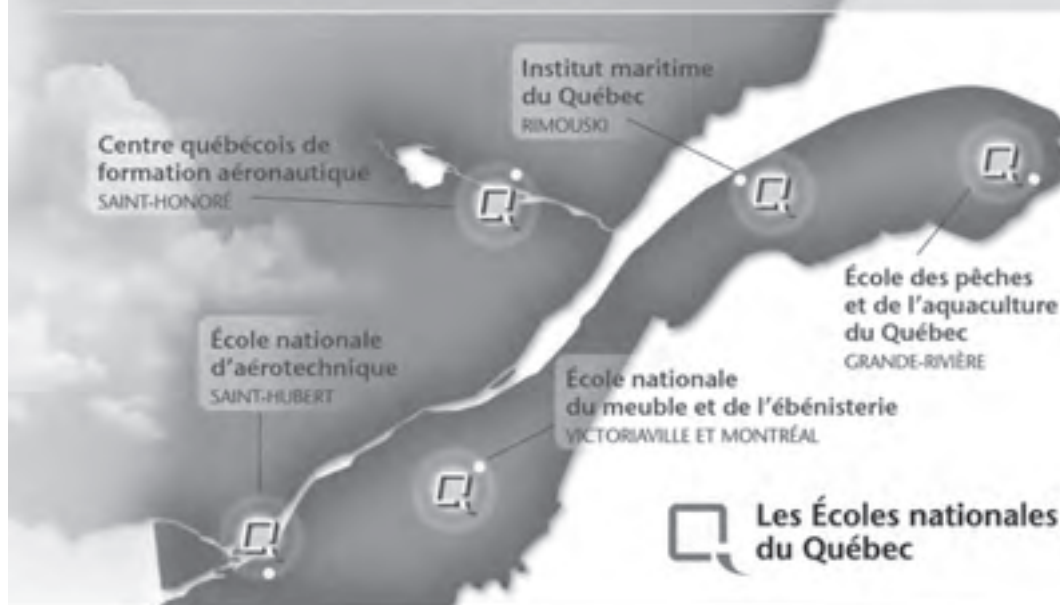 Institut maritime
du Québec
RIMOUSKI
Centre québécois de
formation aéronautique
SAINT-HONORÉ
École des pêches
et de l'aquaculture
du Québec
GRANDE-RIVIÈRE
École nationale
d'aérotechnique
SAINT-HUBERT
École nationale
du meuble et de l'ébénisterie
VICTORIAVILLE ET MONTRÉAL
Les Écoles nationales
du Québec